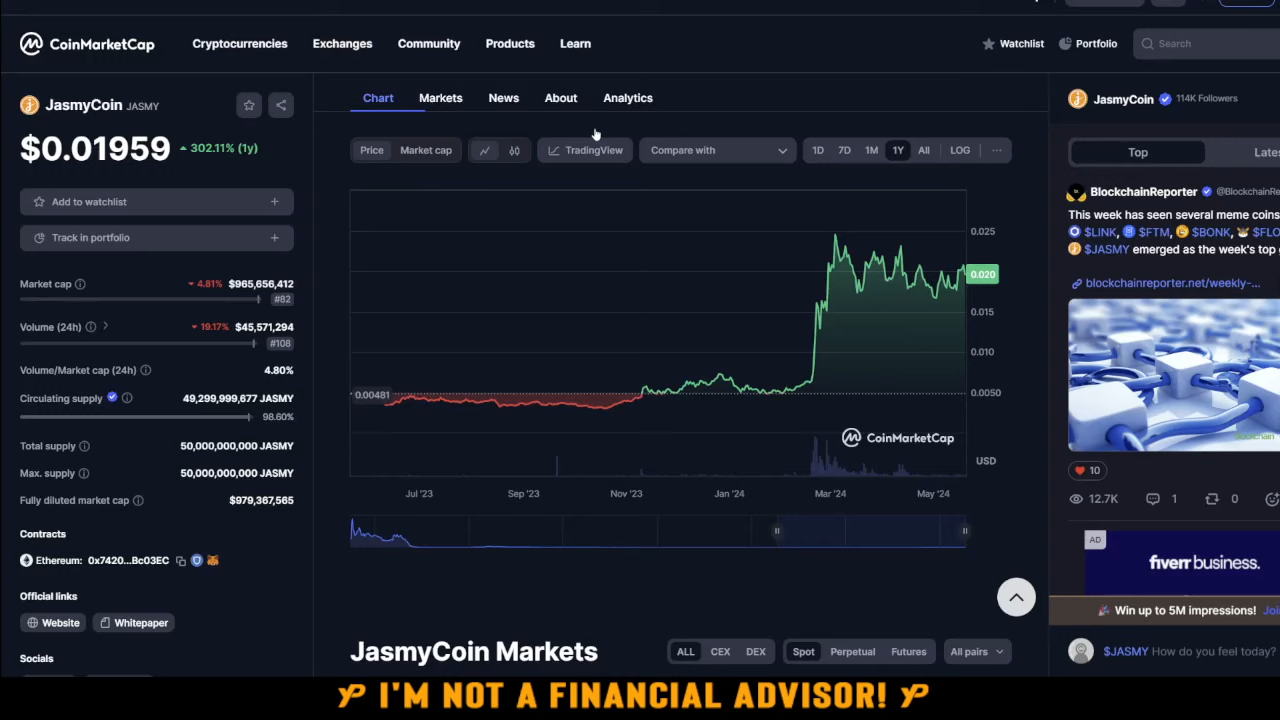 CoinMarketCap
Cryptocurrencies Exchanges Community Products Learn
Watchlist Portfolio Search
JasmyCoin JASMY
$0.01959 302.11% (1y)
Add to watchlist +
Track in portfolio +
Market cap 4.81% $965,656,412
#82
Volume (24h) 19.17% $45,571,294
#108
Volume/Market cap (24h) 4.80%
Circulating supply 49,299,999,677 JASMY
98.60%
Total supply 50,000,000,000 JASMY
Max. supply 50,000,000,000 JASMY
Fully diluted market cap $979,367,565
Contracts
Ethereum: 0x7420...Bc03EC
Official links
Website Whitepaper
Socials
Chart Markets News About Analytics
Price Market cap TradingView Compare with 1D 7D 1M 1Y All LOG ...
0.025
0.020
0.015
0.010
0.00481 0.0050
CoinMarketCap
USD
Jul '23 Sep '23 Nov '23 Jan '24 Mar '24 May '24
JasmyCoin Markets ALL CEX DEX Spot Perpetual Futures All pairs
JasmyCoin 114K Followers
Top Lates
BlockchainReporter @BlockchainRe
This week has seen several meme coins
$LINK, $FTM, $BONK, $FLO
$JASMY emerged as the week's top
blockchainreporter.net/weekly-...
10
12.7K 1 0
AD
fiverr business.
Win up to 5M impressions! Joi
$JASMY How do you feel today?
I'M NOT A FINANCIAL ADVISOR!